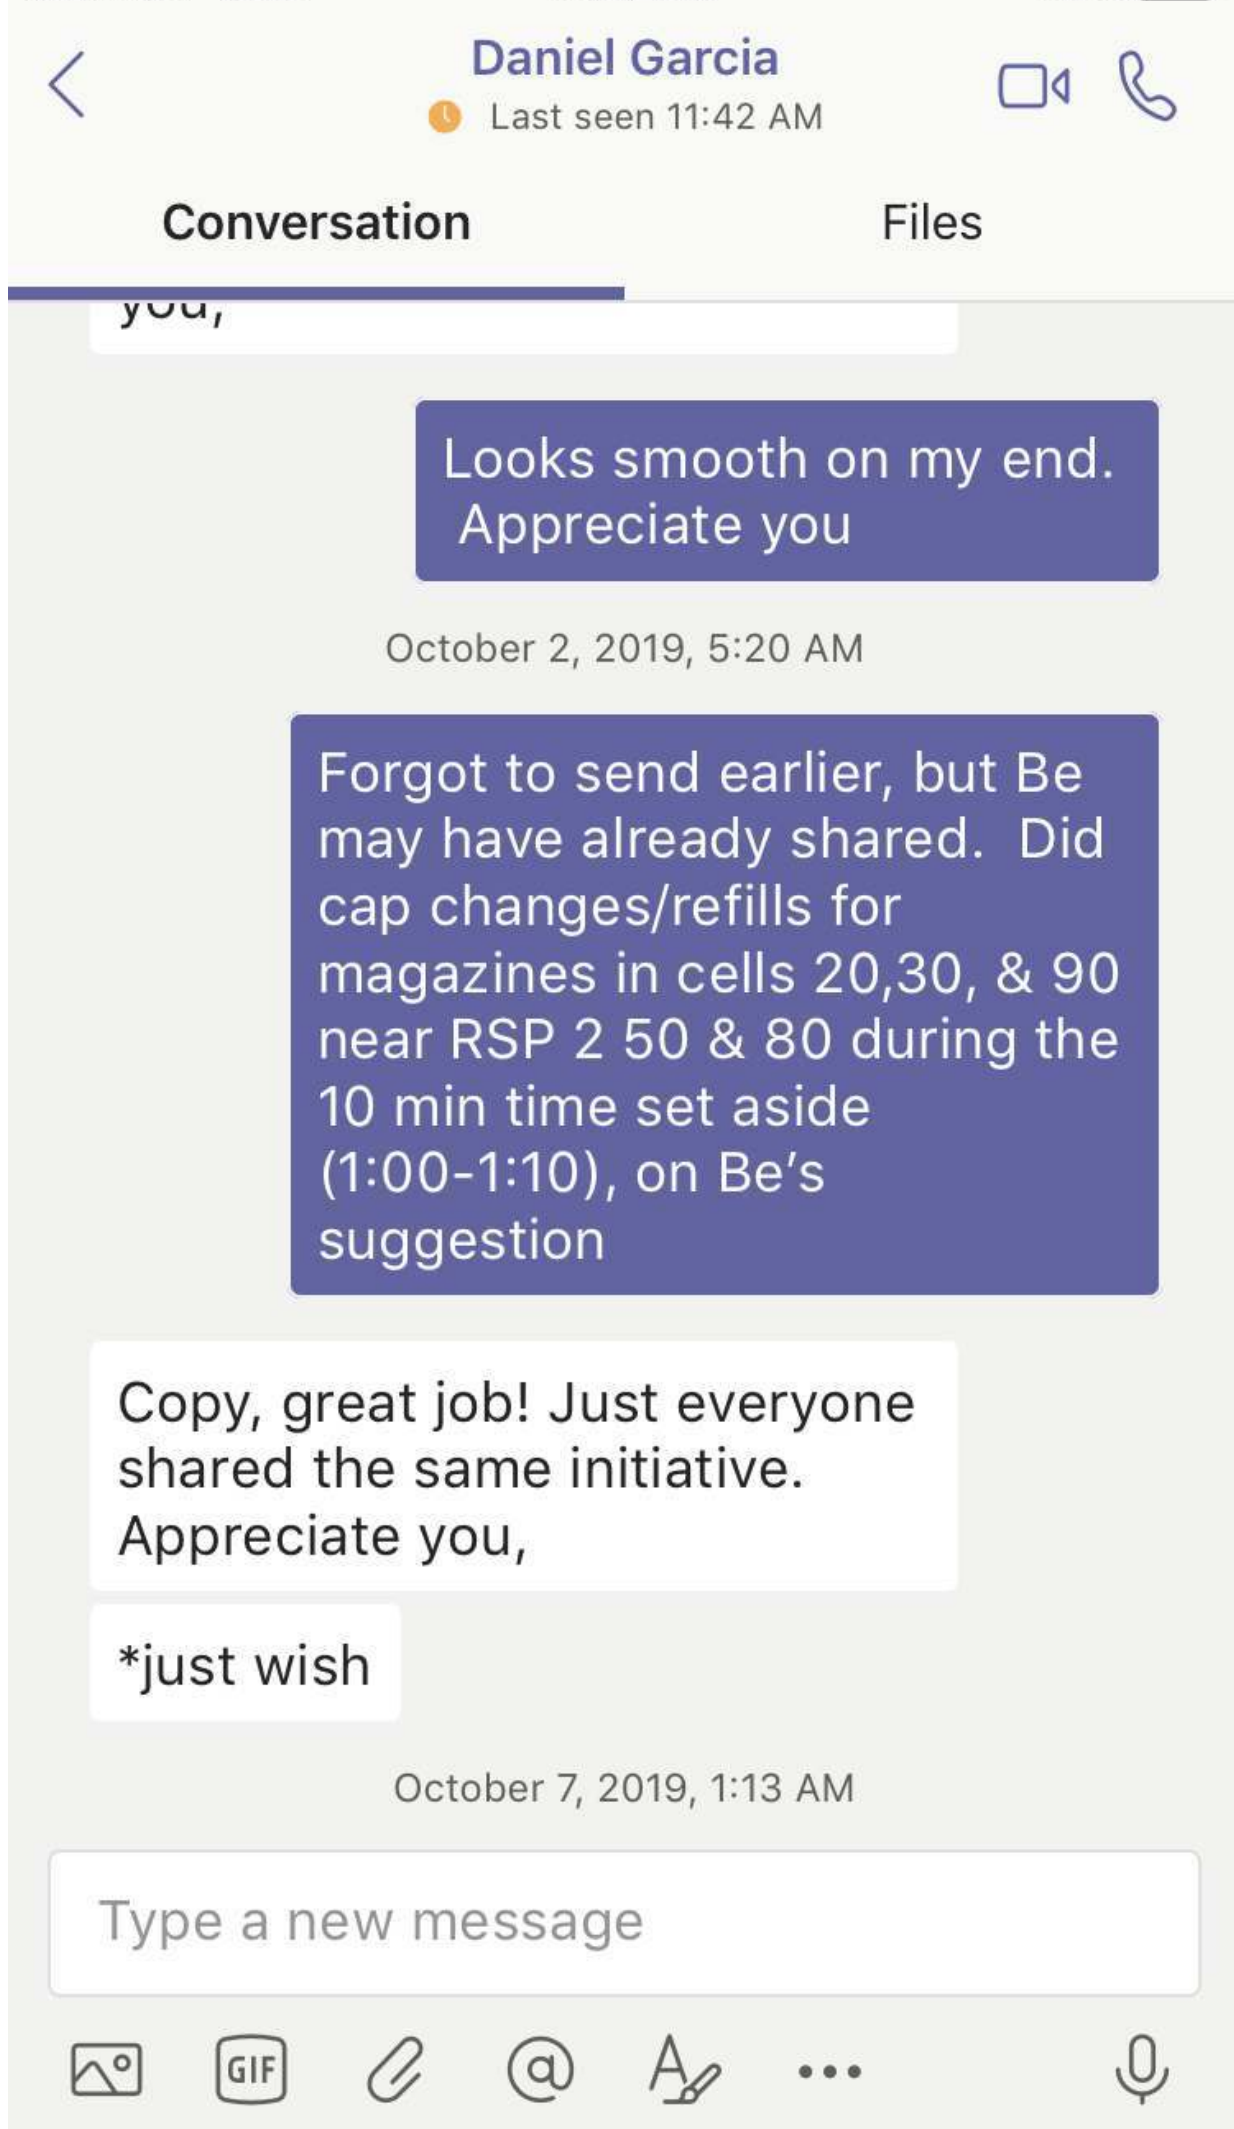 Daniel Garcia
Last seen 11:42 AM
Conversation Files
you,
Looks smooth on my end.
Appreciate you
October 2, 2019, 5:20 AM
Forgot to send earlier, but Be
may have already shared.  Did
cap changes/refills for
magazines in cells 20,30, & 90
near RSP 2 50 & 80 during the
10 min time set aside
(1:00-1:10), on Be’s
suggestion
Copy, great job! Just everyone
shared the same initiative.
Appreciate you,
*just wish
October 7, 2019, 1:13 AM
Type a new message
GIF